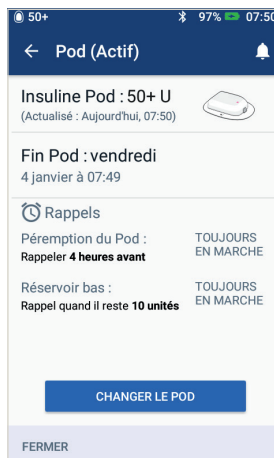 50+ 97% 07:50
Pod (Actif)
Insuline Pod : 50+ U
(Actualisé : Aujourd'hui, 07:50)
Fin Pod : vendredi
4 janvier à 07:49
Rappels
Péremption du Pod : TOUJOURS
Rappeler 4 heures avant EN MARCHE
Réservoir bas : TOUJOURS
Rappel quand il reste 10 unités EN MARCHE
CHANGER LE POD
FERMER